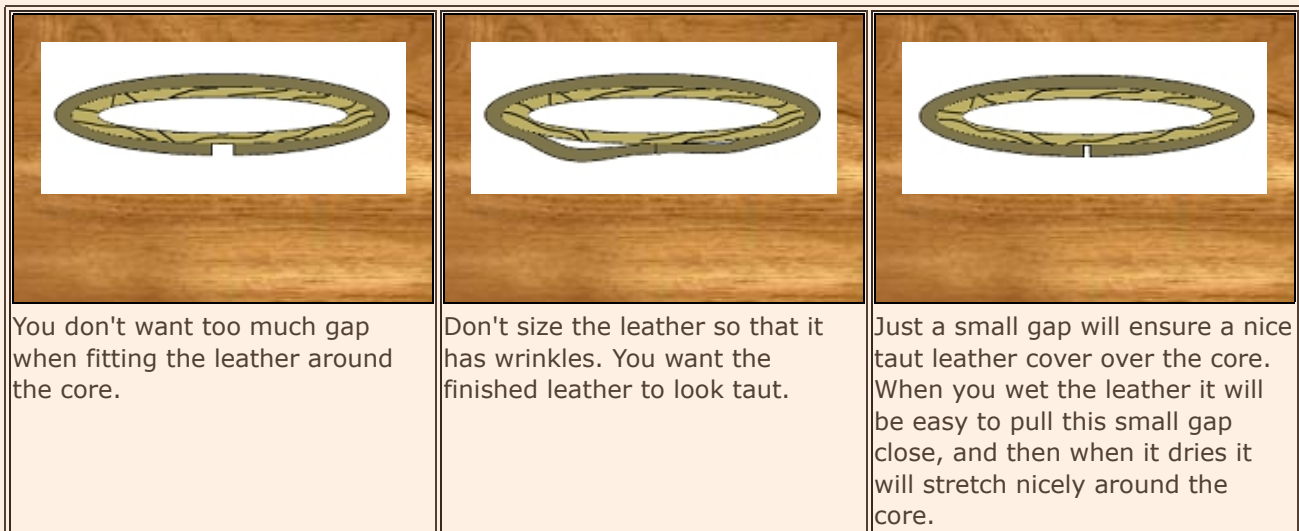 You don't want too much gap
when fitting the leather around
the core.
Don't size the leather so that it
has wrinkles. You want the
finished leather to look taut.
Just a small gap will ensure a nice
taut leather cover over the core.
When you wet the leather it will
be easy to pull this small gap
close, and then when it dries it
will stretch nicely around the
core.